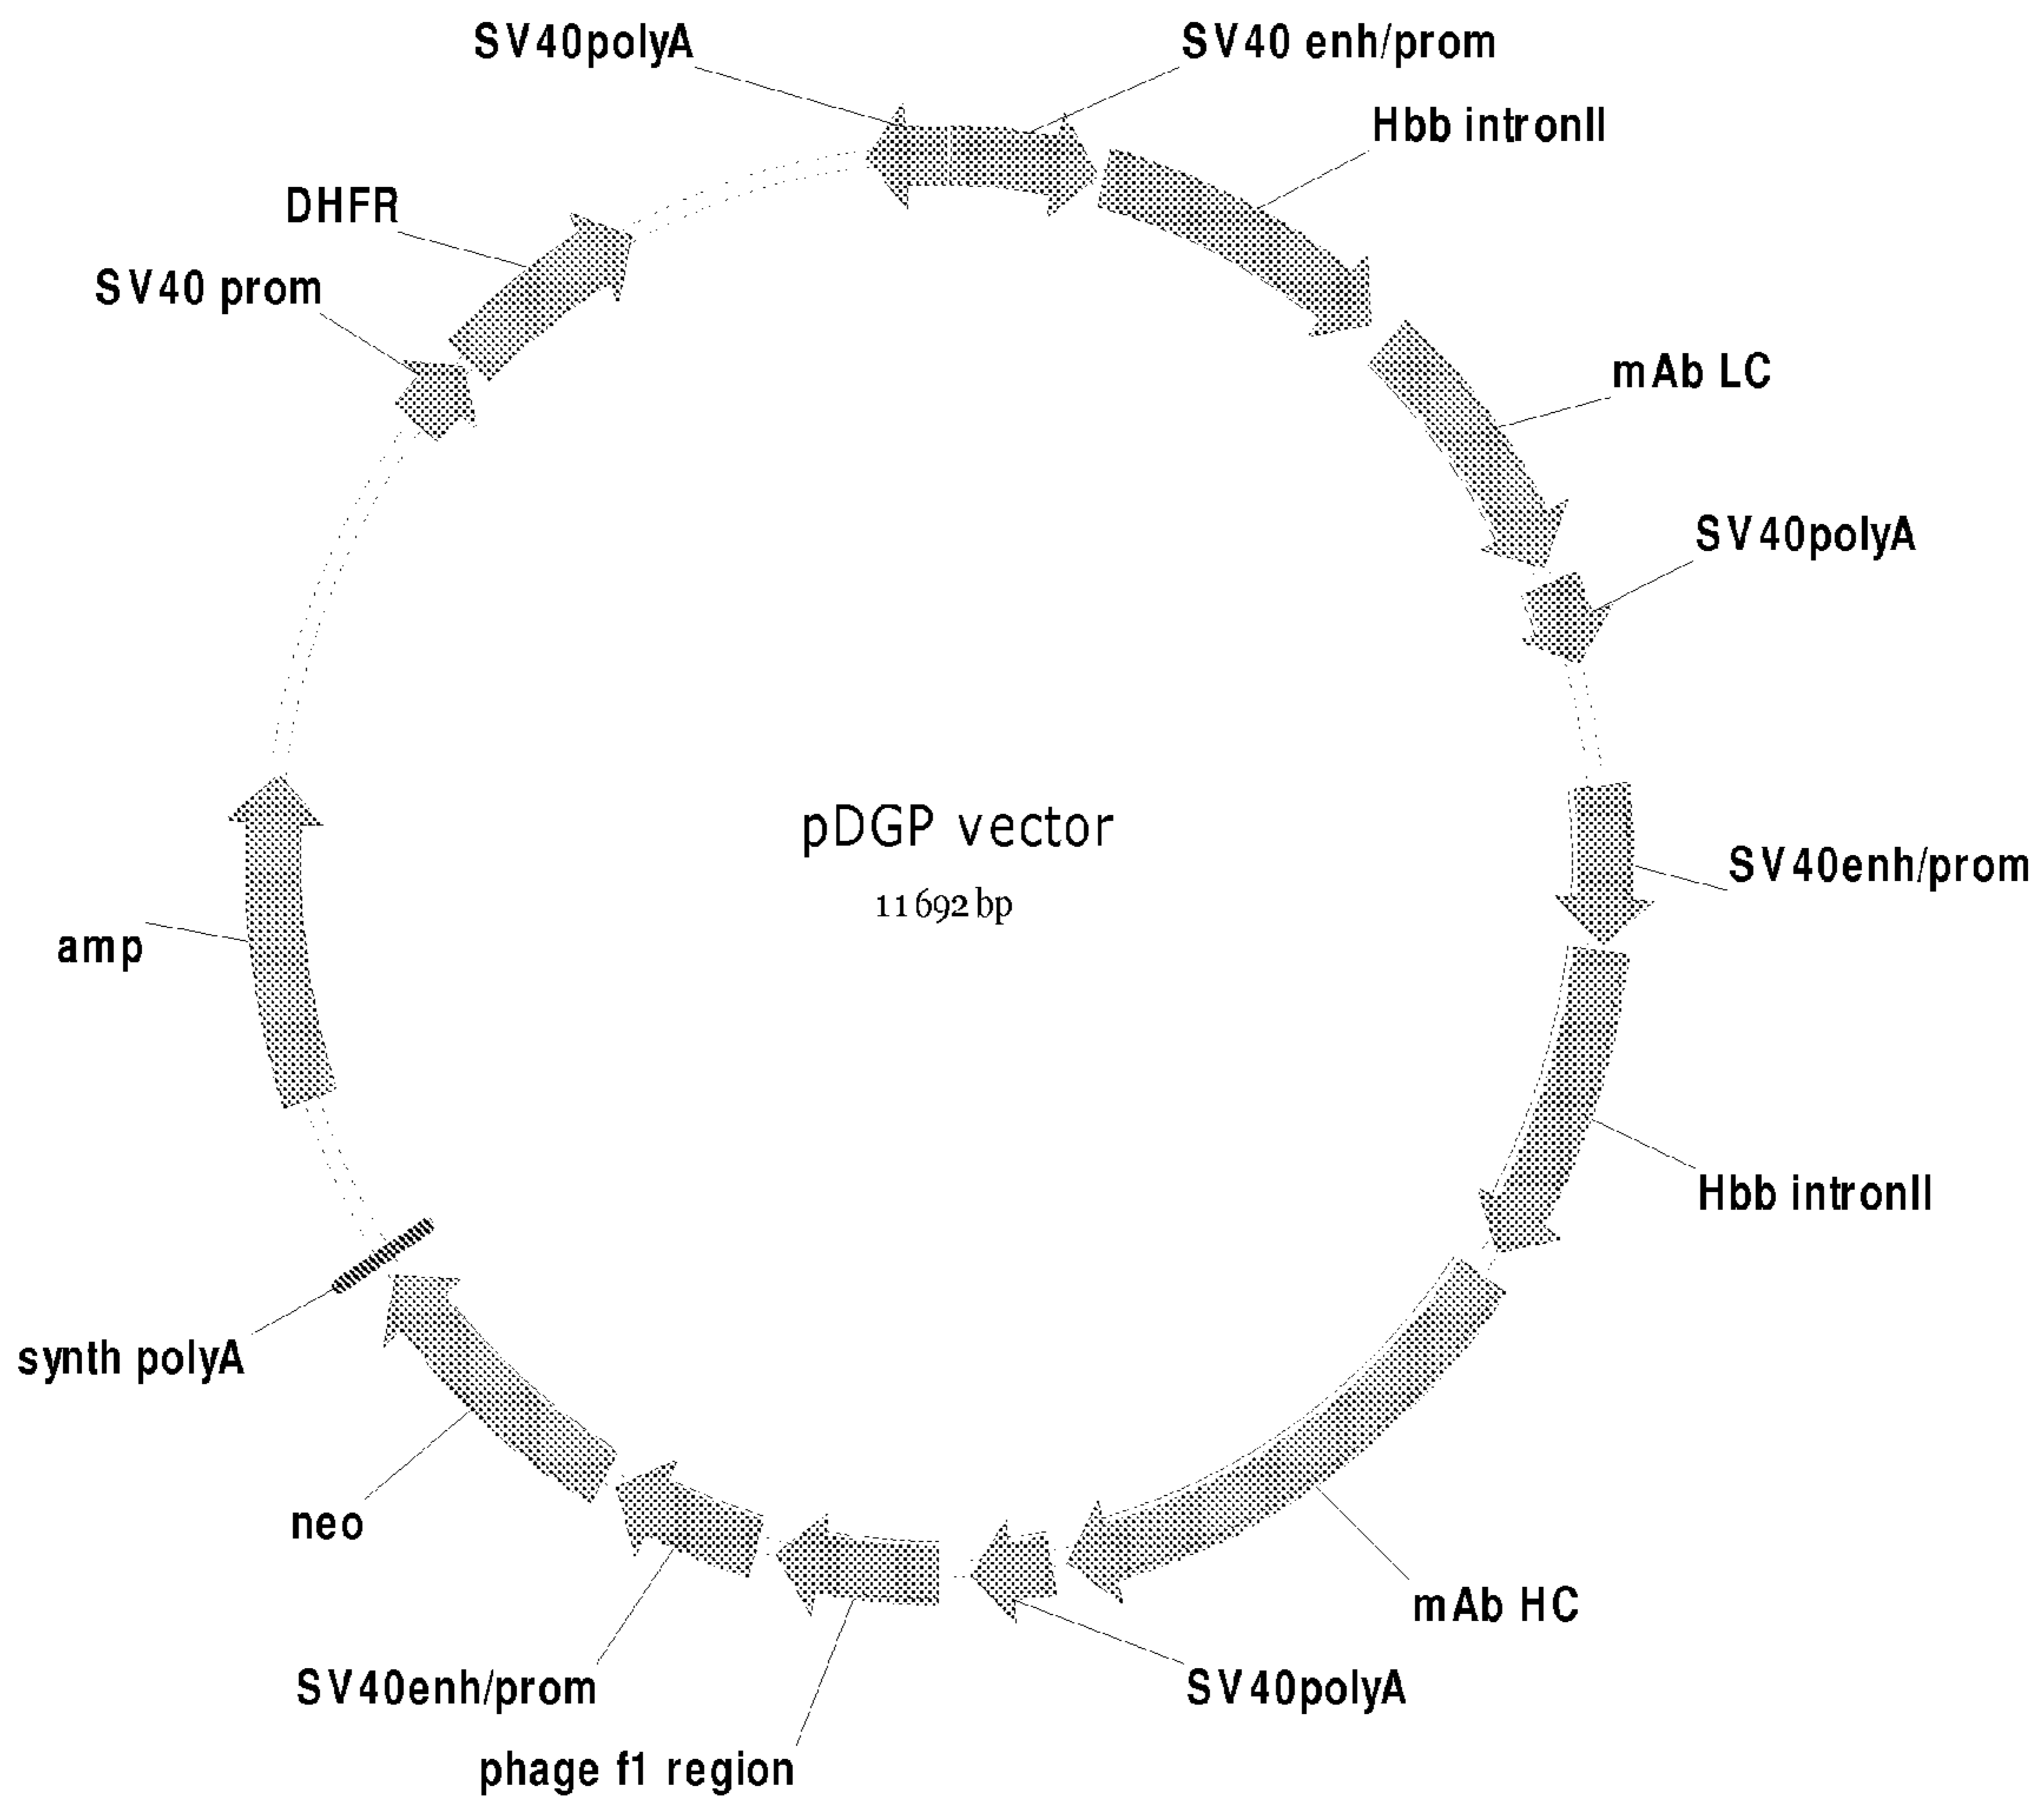 SV40polyA
SV40 enh/prom
Hbb intronII
DHFR
SV40 prom
mAb LC
SV40polyA
pDGP vector
11692 bp
SV40enh/prom
amp
Hbb intronII
synth polyA
neo
mAb HC
SV40enh/prom
SV40polyA
phage f1 region